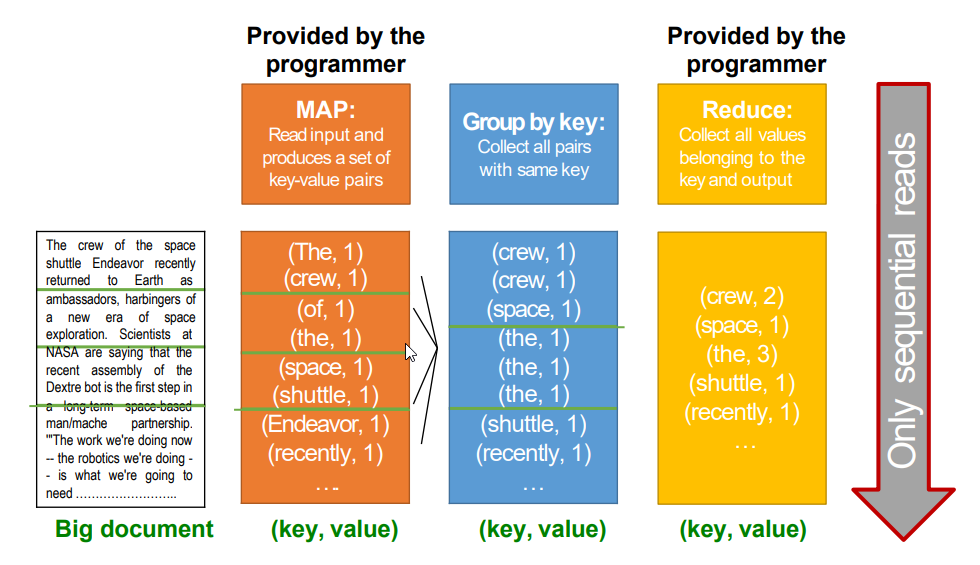 Provided by the
programmer
Provided by the
programmer
MAP:
Read input and
produces a set of
key-value pairs
Group by key:
Collect all pairs
with same key
Reduce:
Collect all values
belonging to the
key and output
The crew of the space
shuttle Endeavor recently
returned to Earth as
ambassadors, harbingers of
a new era of space
exploration. Scientists at
NASA are saying that the
recent assembly of the
Dextre bot is the first step in
a long-term space-based
man/mache partnership.
'"The work we're doing now
-- the robotics we're doing -
- is what we're going to
need ……………………..
Big document
(The, 1)
(crew, 1)
(of, 1)
(the, 1)
(space, 1)
(shuttle, 1)
(Endeavor, 1)
(recently, 1)
….
(key, value)
(crew, 1)
(crew, 1)
(space, 1)
(the, 1)
(the, 1)
(the, 1)
(shuttle, 1)
(recently, 1)
…
(key, value)
(crew, 2)
(space, 1)
(the, 3)
(shuttle, 1)
(recently, 1)
…
(key, value)
Only sequential reads